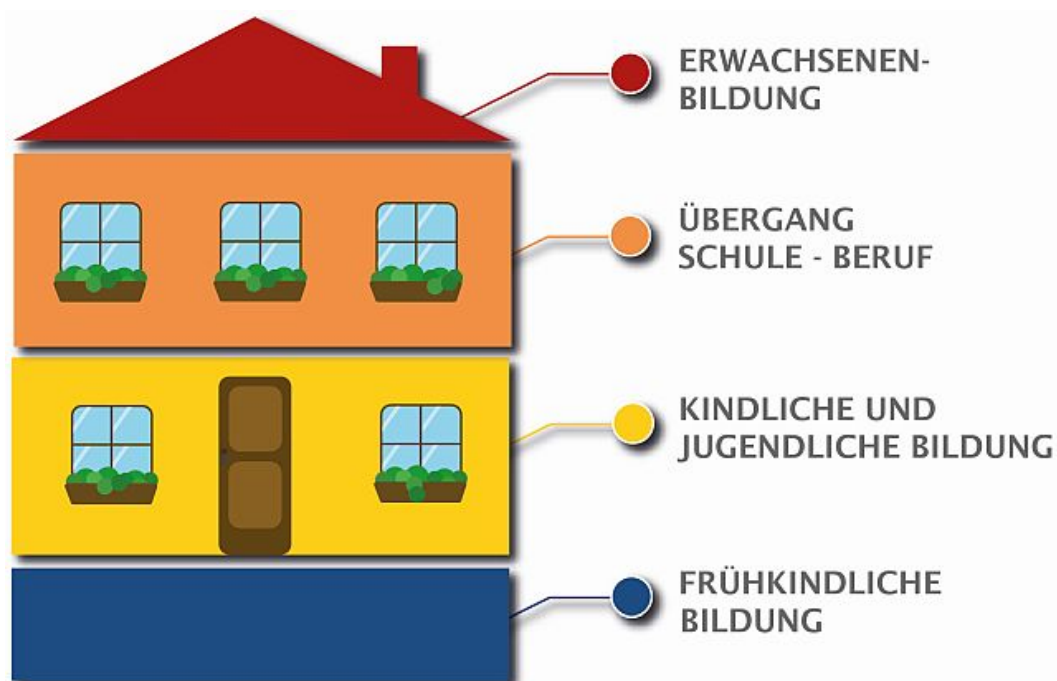 ERWACHSENEN-
BILDUNG
ÜBERGANG
SCHULE - BERUF
KINDLICHE UND
JUGENDLICHE BILDUNG
FRÜHKINDLICHE
BILDUNG